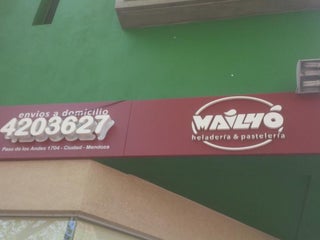 envios a domicilio
4203627
Paso de los Andes 1704 - Ciudad - Mendoza
MAILHÓ
heladería & pastelería